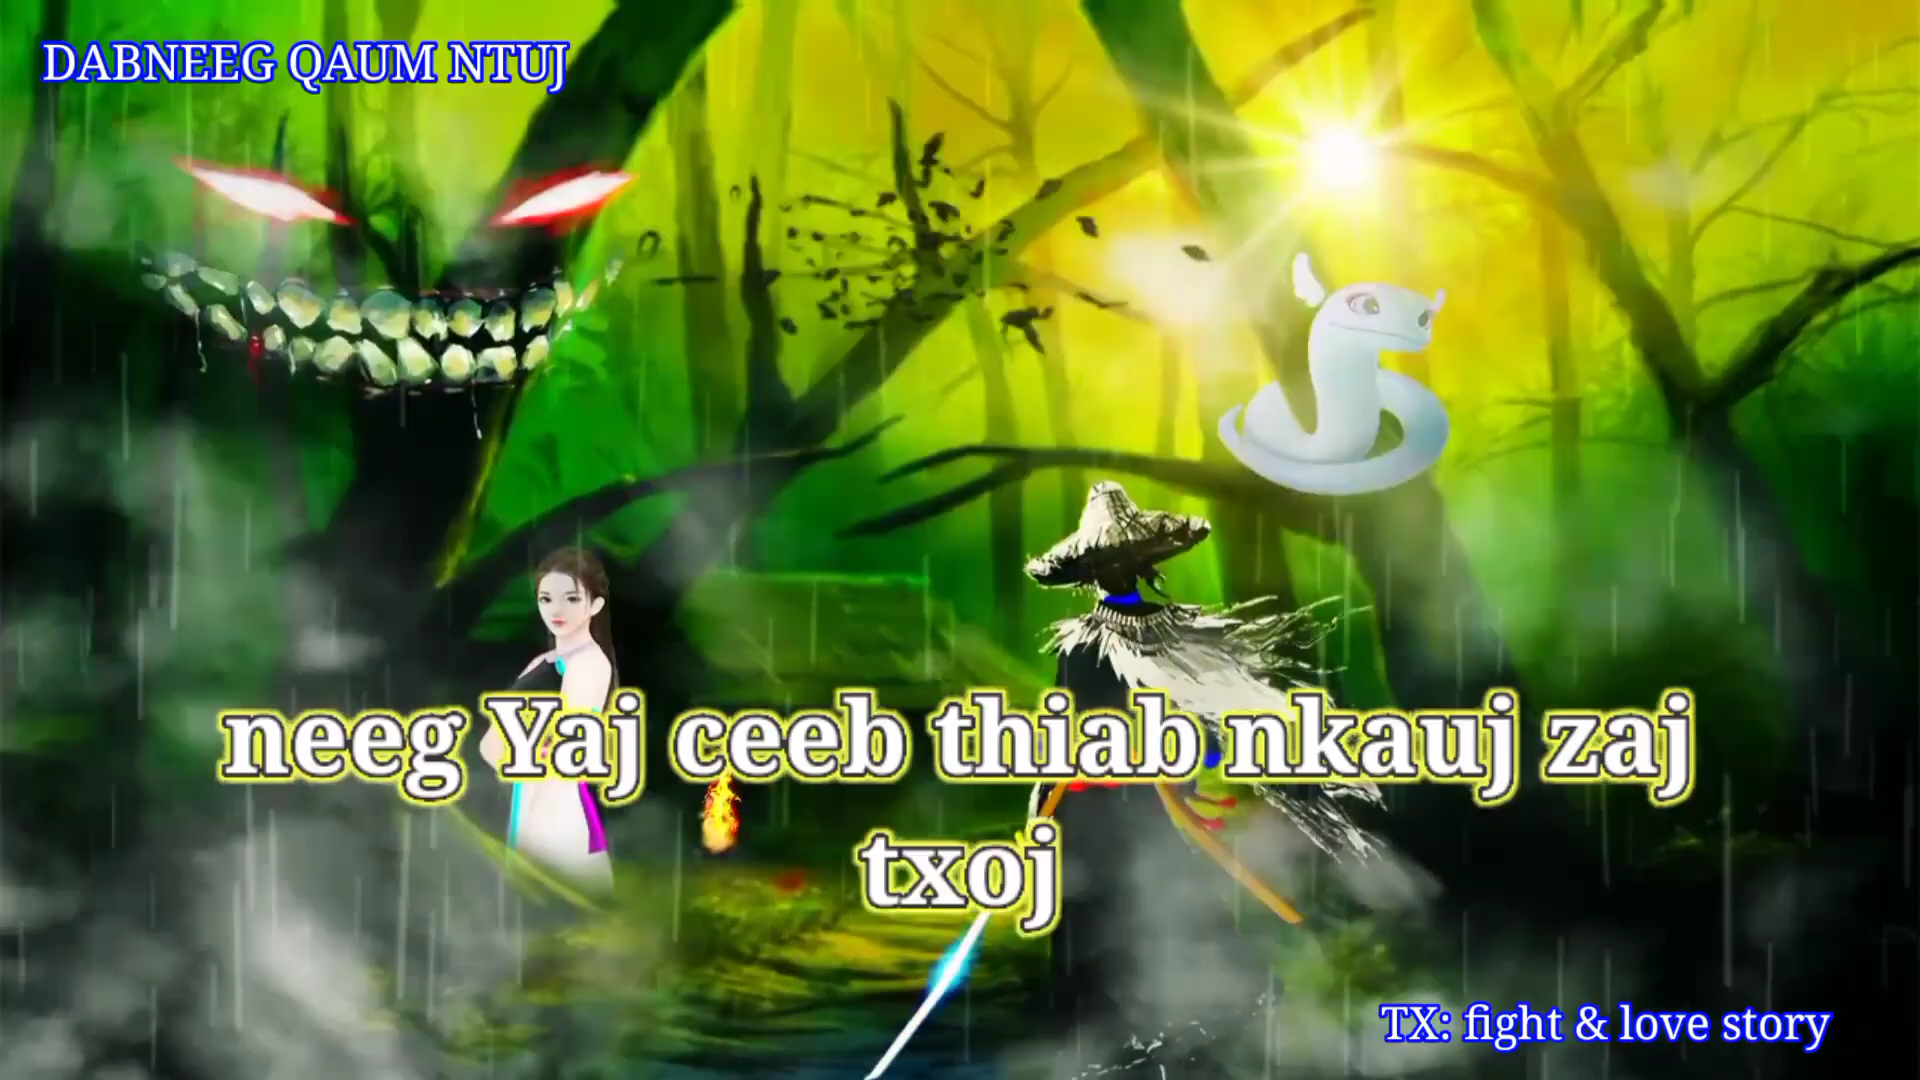 DABNEEG QAUM NTUJ
neeg Yaj ceeb thiab nkauj zaj
txoj
TX: fight & love story